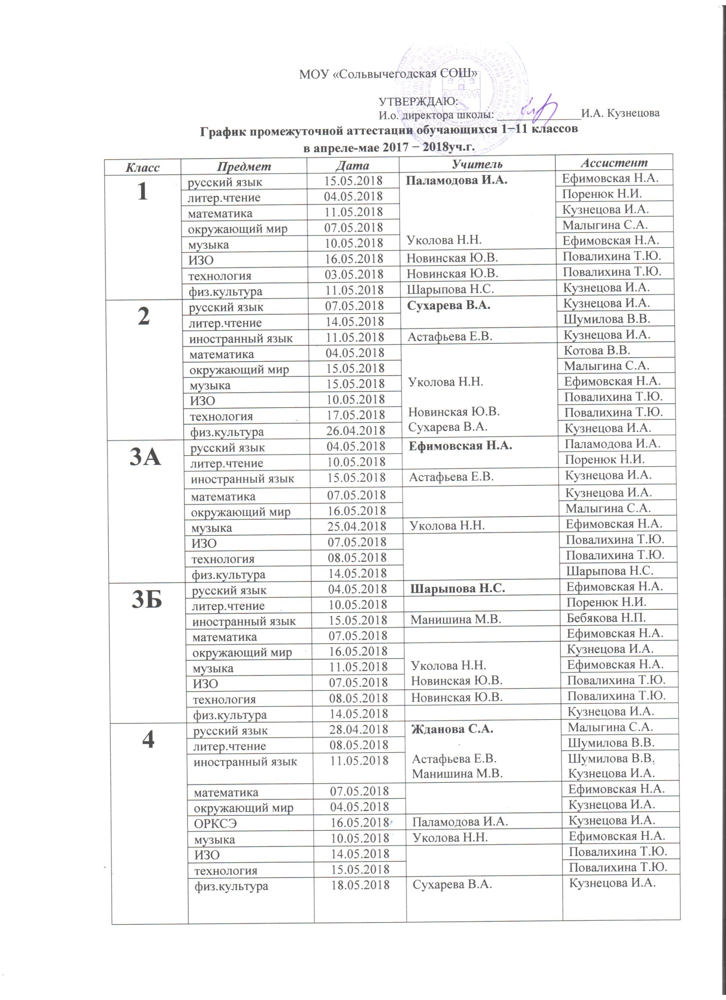 МОУ «Сольвычегодская СОШ»
УТВЕРЖДАЮ:
И.о. директора школы: ______________И.А. Кузнецова
График промежуточной аттестации обучающихся 1−11 классов
в апреле-мае 2017 − 2018уч.г.
Класс Предмет Дата Учитель Ассистент
1 русский язык 15.05.2018 Паламодова И.А. Ефимовская Н.А.
литер.чтение 04.05.2018 Поренюк Н.И.
математика 11.05.2018 Кузнецова И.А.
окружающий мир 07.05.2018 Малыгина С.А.
музыка 10.05.2018 Уколова Н.Н. Ефимовская Н.А.
ИЗО 16.05.2018 Новинская Ю.В. Повалихина Т.Ю.
технология 03.05.2018 Новинская Ю.В. Повалихина Т.Ю.
физ.культура 11.05.2018 Шарыпова Н.С. Кузнецова И.А.
2 русский язык 07.05.2018 Сухарева В.А. Кузнецова И.А.
литер.чтение 14.05.2018 Шумилова В.В.
иностранный язык 11.05.2018 Астафьева Е.В. Кузнецова И.А.
математика 04.05.2018 Котова В.В.
окружающий мир 15.05.2018 Малыгина С.А.
музыка 15.05.2018 Уколова Н.Н. Ефимовская Н.А.
ИЗО 10.05.2018 Повалихина Т.Ю.
технология 17.05.2018 Новинская Ю.В. Повалихина Т.Ю.
физ.культура 26.04.2018 Сухарева В.А. Кузнецова И.А.
3А русский язык 04.05.2018 Ефимовская Н.А. Паламодова И.А.
литер.чтение 10.05.2018 Поренюк Н.И.
иностранный язык 15.05.2018 Астафьева Е.В. Кузнецова И.А.
математика 07.05.2018 Кузнецова И.А.
окружающий мир 16.05.2018 Малыгина С.А.
музыка 25.04.2018 Уколова Н.Н. Ефимовская Н.А.
ИЗО 07.05.2018 Повалихина Т.Ю.
технология 08.05.2018 Повалихина Т.Ю.
физ.культура 14.05.2018 Шарыпова Н.С.
3Б русский язык 04.05.2018 Шарыпова Н.С. Ефимовская Н.А.
литер.чтение 10.05.2018 Поренюк Н.И.
иностранный язык 15.05.2018 Манишина М.В. Бебякова Н.П.
математика 07.05.2018 Ефимовская Н.А.
окружающий мир 16.05.2018 Кузнецова И.А.
музыка 11.05.2018 Уколова Н.Н. Ефимовская Н.А.
ИЗО 07.05.2018 Новинская Ю.В. Повалихина Т.Ю.
технология 08.05.2018 Новинская Ю.В. Повалихина Т.Ю.
физ.культура 14.05.2018 Кузнецова И.А.
4 русский язык 28.04.2018 Жданова С.А. Малыгина С.А.
литер.чтение 08.05.2018 Шумилова В.В.
иностранный язык 11.05.2018 Астафьева Е.В. Шумилова В.В.
Манишина М.В. Кузнецова И.А.
математика 07.05.2018 Ефимовская Н.А.
окружающий мир 04.05.2018 Кузнецова И.А.
ОРКСЭ 16.05.2018 Паламодова И.А. Кузнецова И.А.
музыка 10.05.2018 Уколова Н.Н. Ефимовская Н.А.
ИЗО 14.05.2018 Повалихина Т.Ю.
технология 15.05.2018 Повалихина Т.Ю.
физ.культура 18.05.2018 Сухарева В.А. Кузнецова И.А.